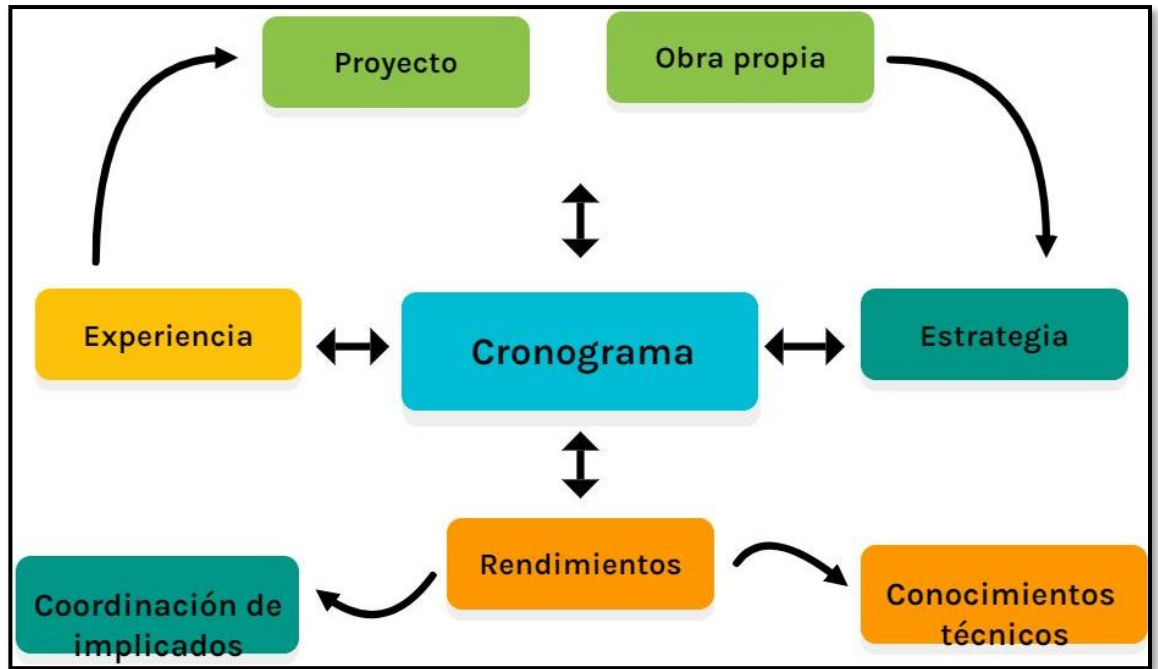 Proyecto
Obra propia
Experiencia
Cronograma
Estrategia
Rendimientos
Coordinación de
implicados
Conocimientos
técnicos